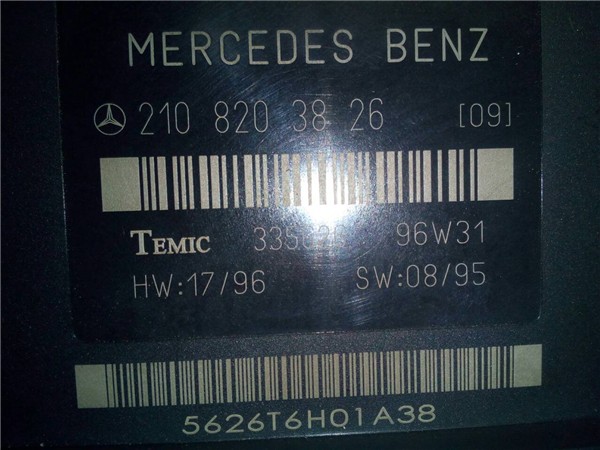 MERCEDES BENZ
210 820 38 26 [09]
TEMIC 96W31
HW:17/96 SW:08/95
5626T6HQ1A38